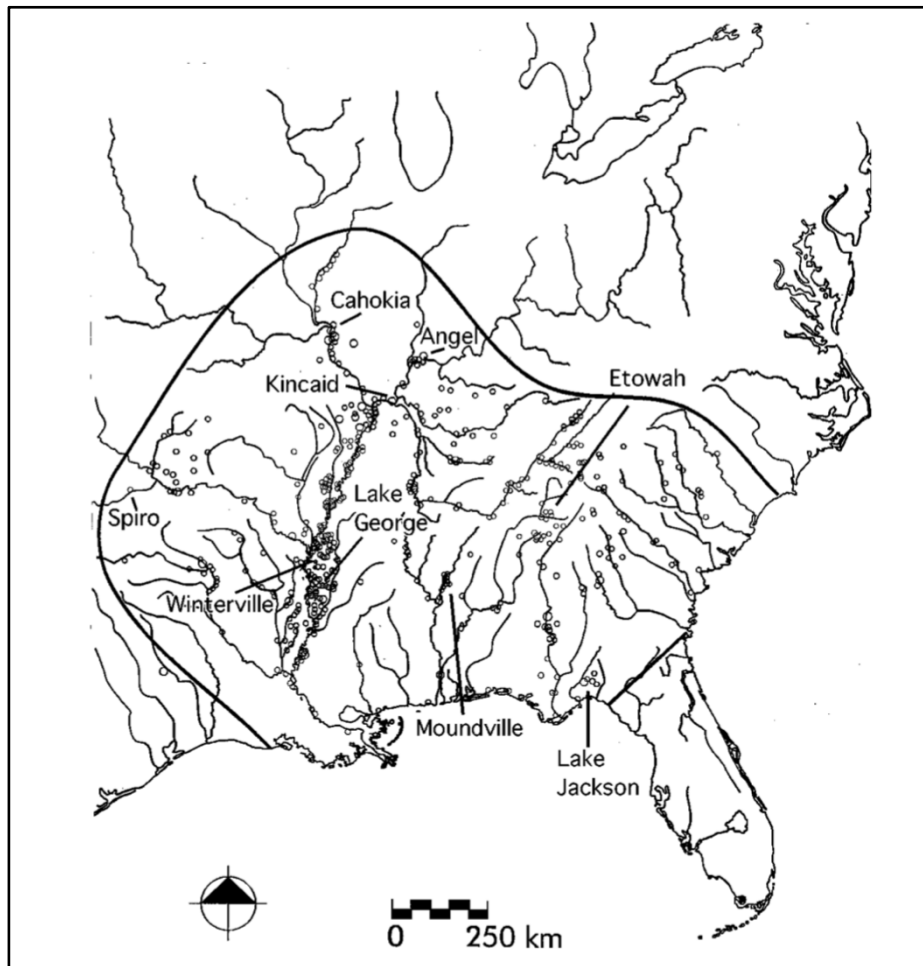 Cahokia
Angel
Kincaid
Etowah
Lake
George
Spiro
Winterville
Moundville
Lake
Jackson
0 250 km